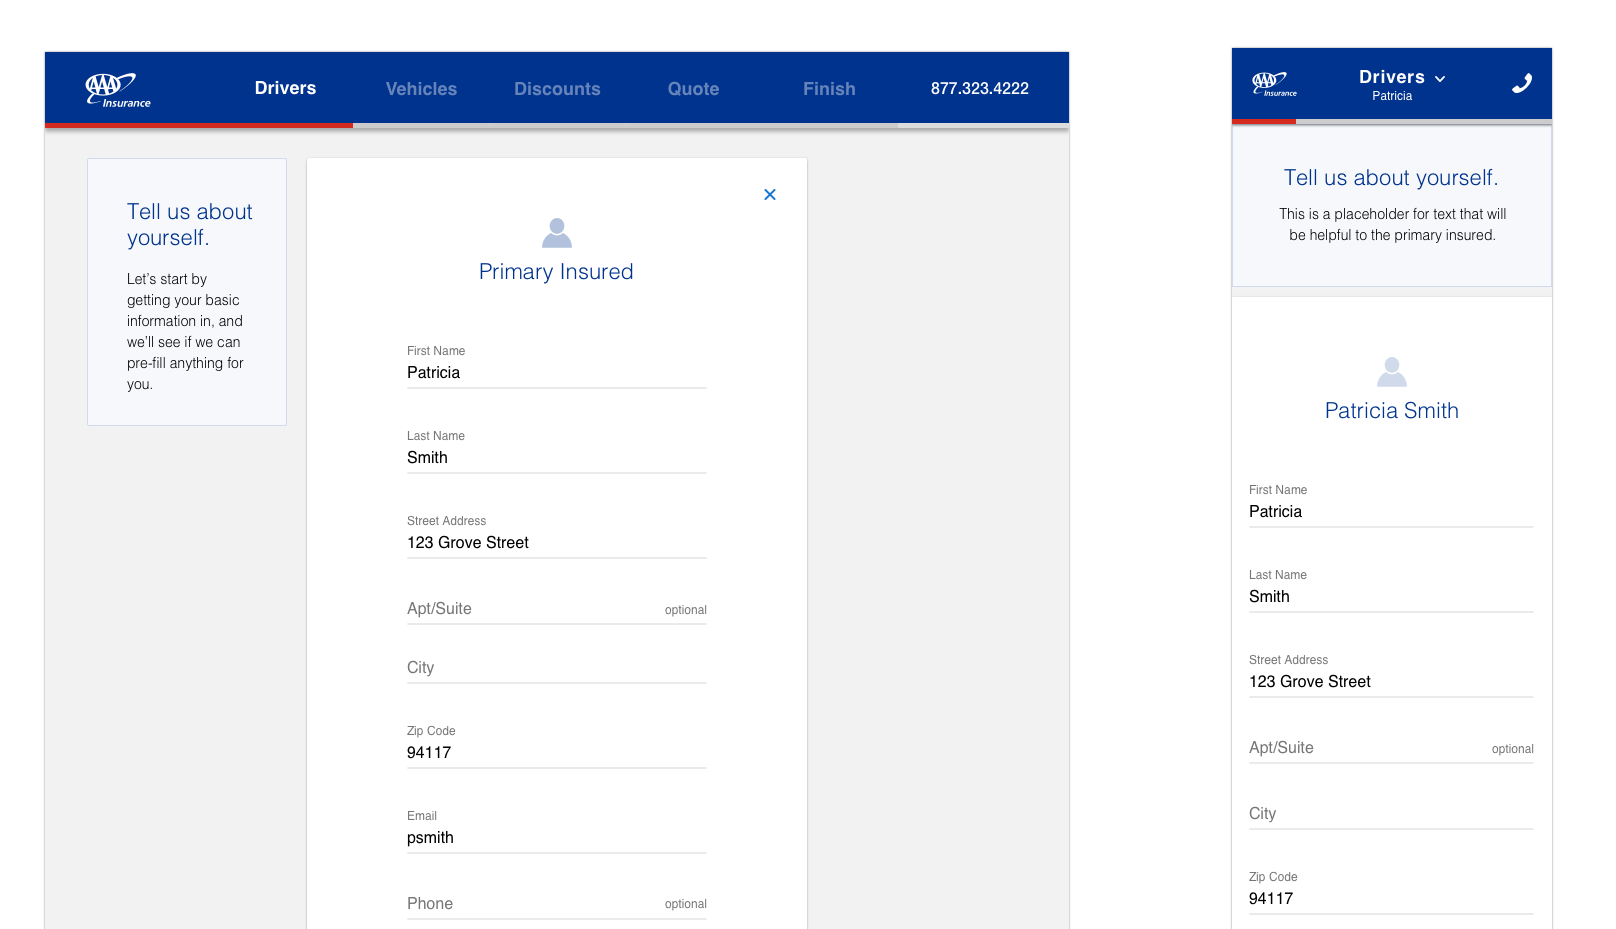 AAA
Insurance
Drivers
Vehicles
Discounts
Quote
Finish
877.323.4222
Tell us about
yourself.
Let's start by
getting your basic
information in, and
we'll see if we can
pre-fill anything for
you.
Primary Insured
First Name
Patricia
Last Name
Smith
Street Address
123 Grove Street
Apt/Suite optional
City
Zip Code
94117
Email
psmith
Phone optional
AAA
Insurance
Drivers
Patricia
Tell us about yourself.
This is a placeholder for text that will
be helpful to the primary insured.
Patricia Smith
First Name
Patricia
Last Name
Smith
Street Address
123 Grove Street
Apt/Suite optional
City
Zip Code
94117